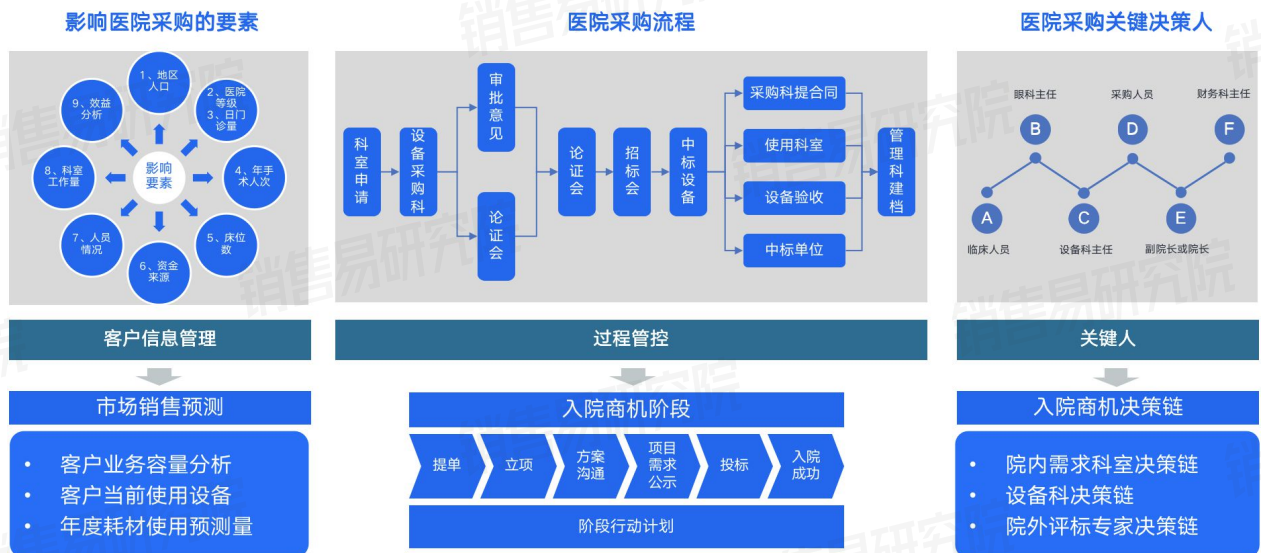 影响医院采购的要素
1、地区
人口
2、医院
等级
3、日门
诊量
4、年手
术人次
5、床位
数
6、资金
来源
7、人员
情况
8、科室
工作量
9、效益
分析
影响
要素
客户信息管理
市场销售预测
• 客户业务容量分析
• 客户当前使用设备
• 年度耗材使用预测量
医院采购流程
科室申请
设备采购科
审批意见
论证会
论证会
招标会
中标设备
采购科提合同
使用科室
设备验收
中标单位
管理科建档
过程管控
入院商机阶段
提单
立项
方案
沟通
项目
需求
公示
投标
入院
成功
阶段行动计划
医院采购关键决策人
眼科主任
采购人员
财务科主任
B
D
F
A
C
E
临床人员
设备科主任
副院长或院长
关键人
入院商机决策链
• 院内需求科室决策链
• 设备科决策链
• 院外评标专家决策链
销售易研究院